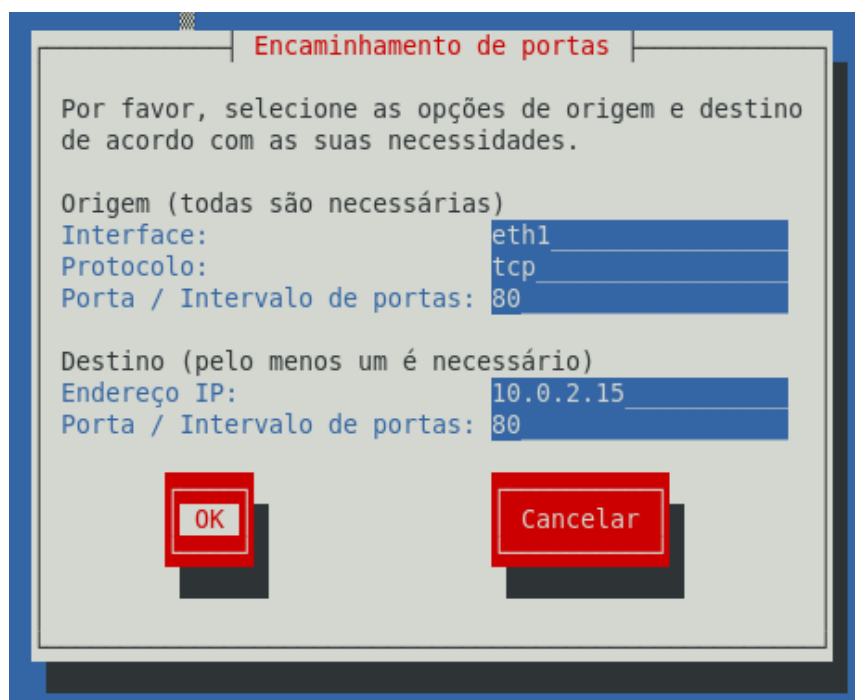 Encaminhamento de portas
Por favor, selecione as opções de origem e destino
de acordo com as suas necessidades.
Origem (todas são necessárias)
Interface: eth1
Protocolo: tcp
Porta / Intervalo de portas: 80
Destino (pelo menos um é necessário)
Endereço IP: 10.0.2.15
Porta / Intervalo de portas: 80
OK Cancelar